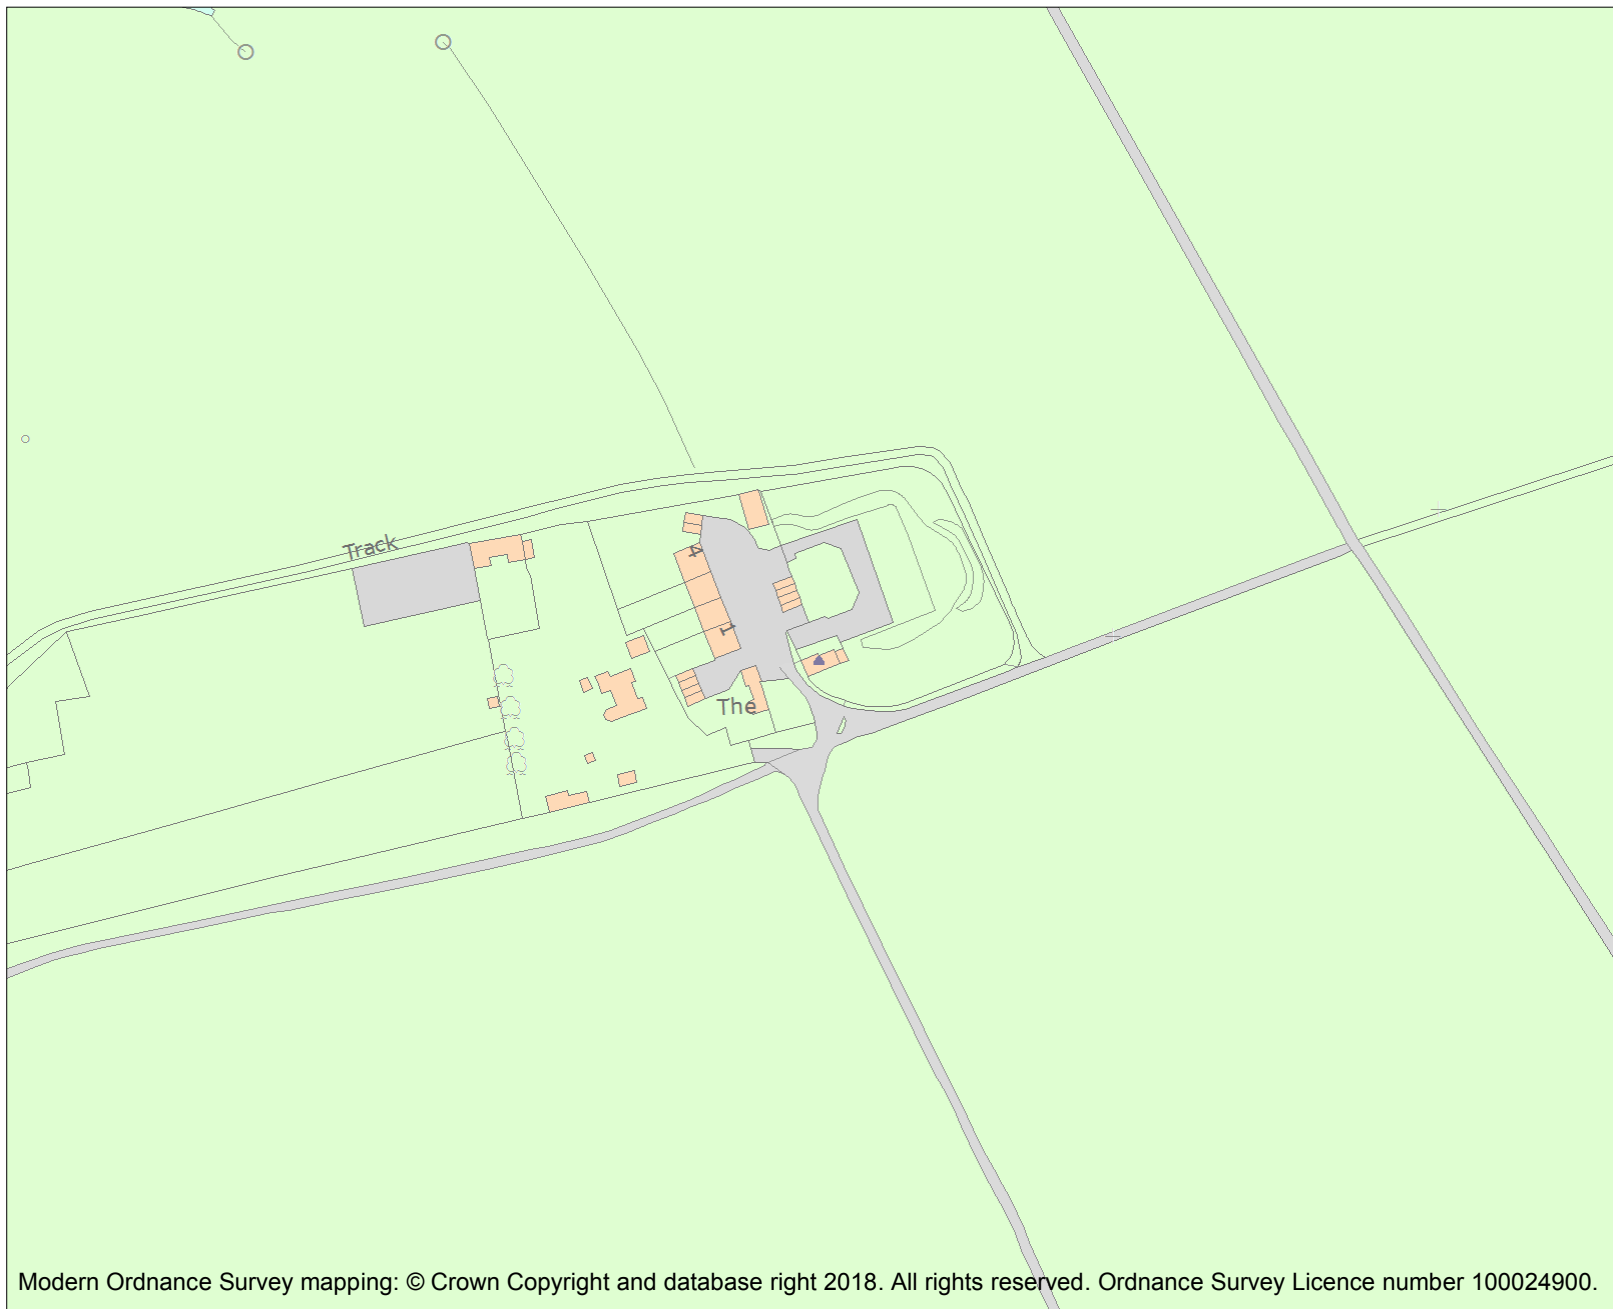 Track
4
1
The
Modern Ordnance Survey mapping: © Crown Copyright and database right 2018. All rights reserved. Ordnance Survey Licence number 100024900.